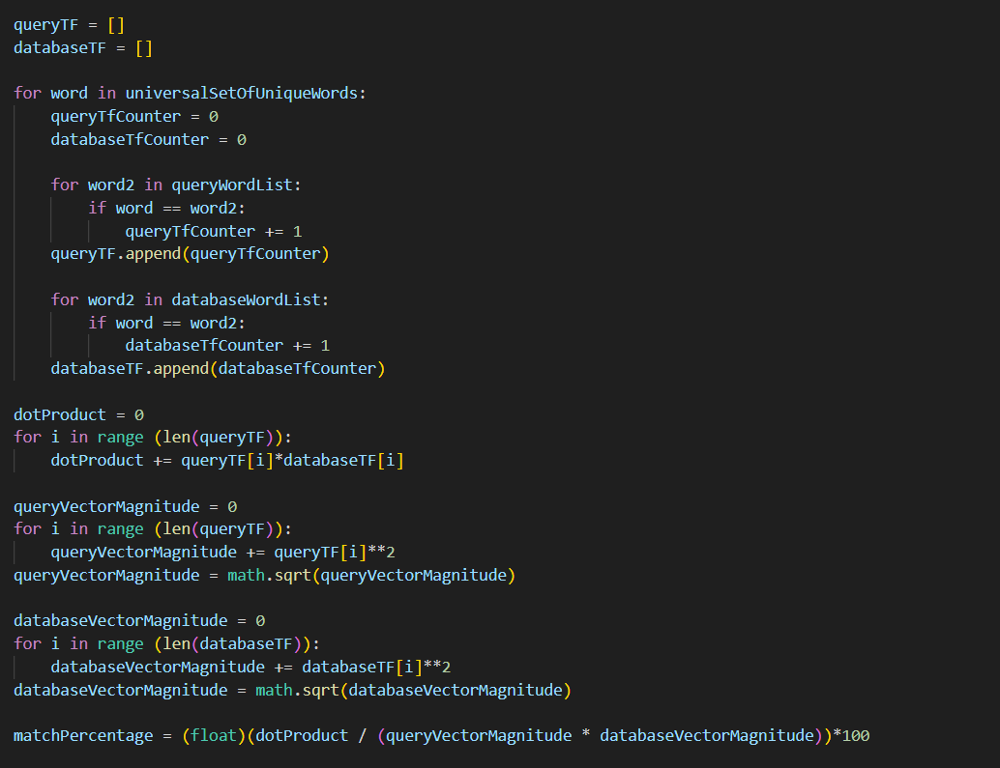 queryTF = []
databaseTF = []

for word in universalSetOfUniqueWords:
    queryTfCounter = 0
    databaseTfCounter = 0

    for word2 in queryWordList:
        if word == word2:
            queryTfCounter += 1
    queryTF.append(queryTfCounter)

    for word2 in databaseWordList:
        if word == word2:
            databaseTfCounter += 1
    databaseTF.append(databaseTfCounter)

dotProduct = 0
for i in range (len(queryTF)):
    dotProduct += queryTF[i]*databaseTF[i]

queryVectorMagnitude = 0
for i in range (len(queryTF)):
    queryVectorMagnitude += queryTF[i]**2
queryVectorMagnitude = math.sqrt(queryVectorMagnitude)

databaseVectorMagnitude = 0
for i in range (len(databaseTF)):
    databaseVectorMagnitude += databaseTF[i]**2
databaseVectorMagnitude = math.sqrt(databaseVectorMagnitude)

matchPercentage = (float)(dotProduct / (queryVectorMagnitude * databaseVectorMagnitude))*100